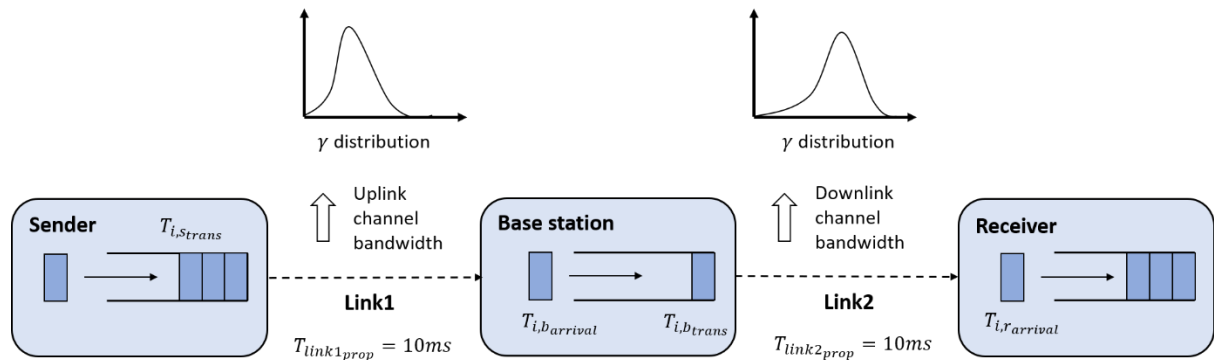 γ distribution
γ distribution
Uplink
channel
bandwidth
Downlink
channel
bandwidth
Sender
T_{i,s_{trans}}
Link1
T_{link1_{prop}} = 10ms
Base station
T_{i,b_{arrival}}
T_{i,b_{trans}}
Link2
T_{link2_{prop}} = 10ms
Receiver
T_{i,r_{arrival}}